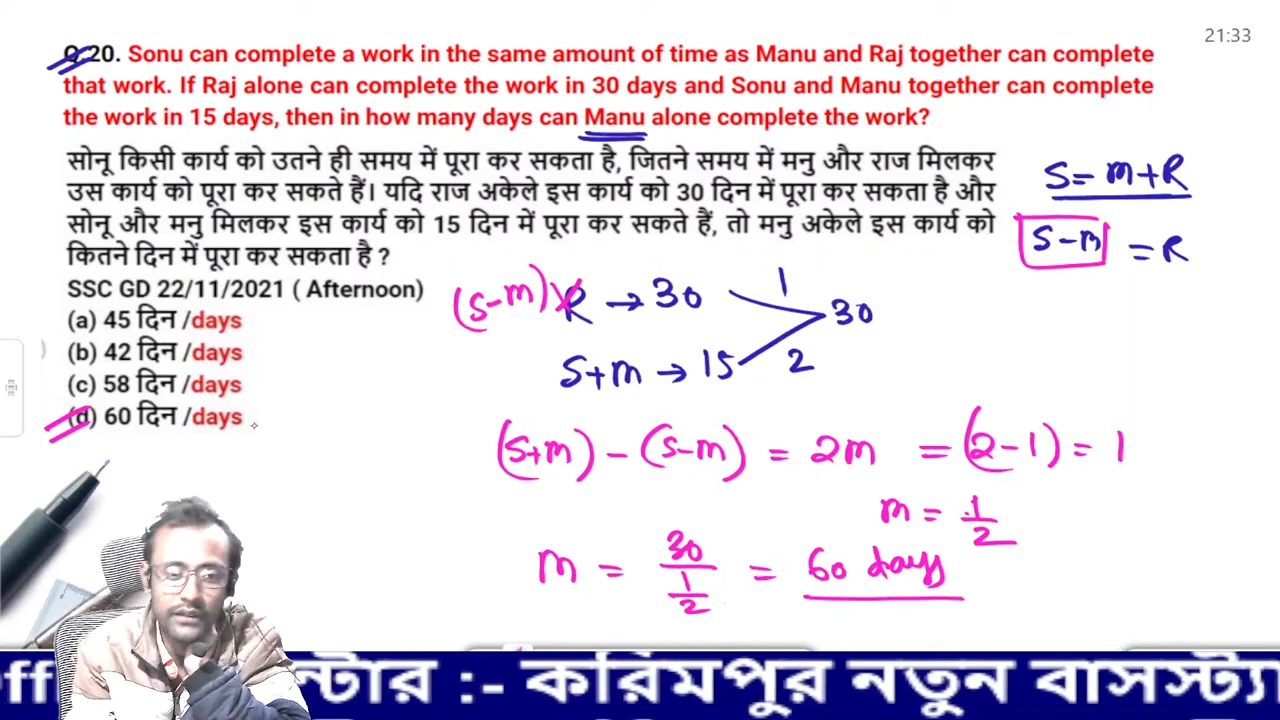 21:33
Q.20. Sonu can complete a work in the same amount of time as Manu and Raj together can complete
that work. If Raj alone can complete the work in 30 days and Sonu and Manu together can complete
the work in 15 days, then in how many days can Manu alone complete the work?
सोनू किसी कार्य को उतने ही समय में पूरा कर सकता है, जितने समय में मनु और राज मिलकर
उस कार्य को पूरा कर सकते हैं। यदि राज अकेले इस कार्य को 30 दिन में पूरा कर सकता है और
सोनू और मनु मिलकर इस कार्य को 15 दिन में पूरा कर सकते हैं, तो मनु अकेले इस कार्य को
कितने दिन में पूरा कर सकता है ?
S = m + R
S - m = R
SSC GD 22/11/2021 ( Afternoon)
(a) 45 दिन /days
(b) 42 दिन /days
(c) 58 दिन /days
(d) 60 दिन /days
(S-m) R → 30 1 30
S+m → 15 2
(S+m) - (S-m) = 2m = (2-1) = 1
m = 1/2
m = 30/(1/2) = 60 days
ন্টার :- করিমপুর নতুন বাসস্ট্যা